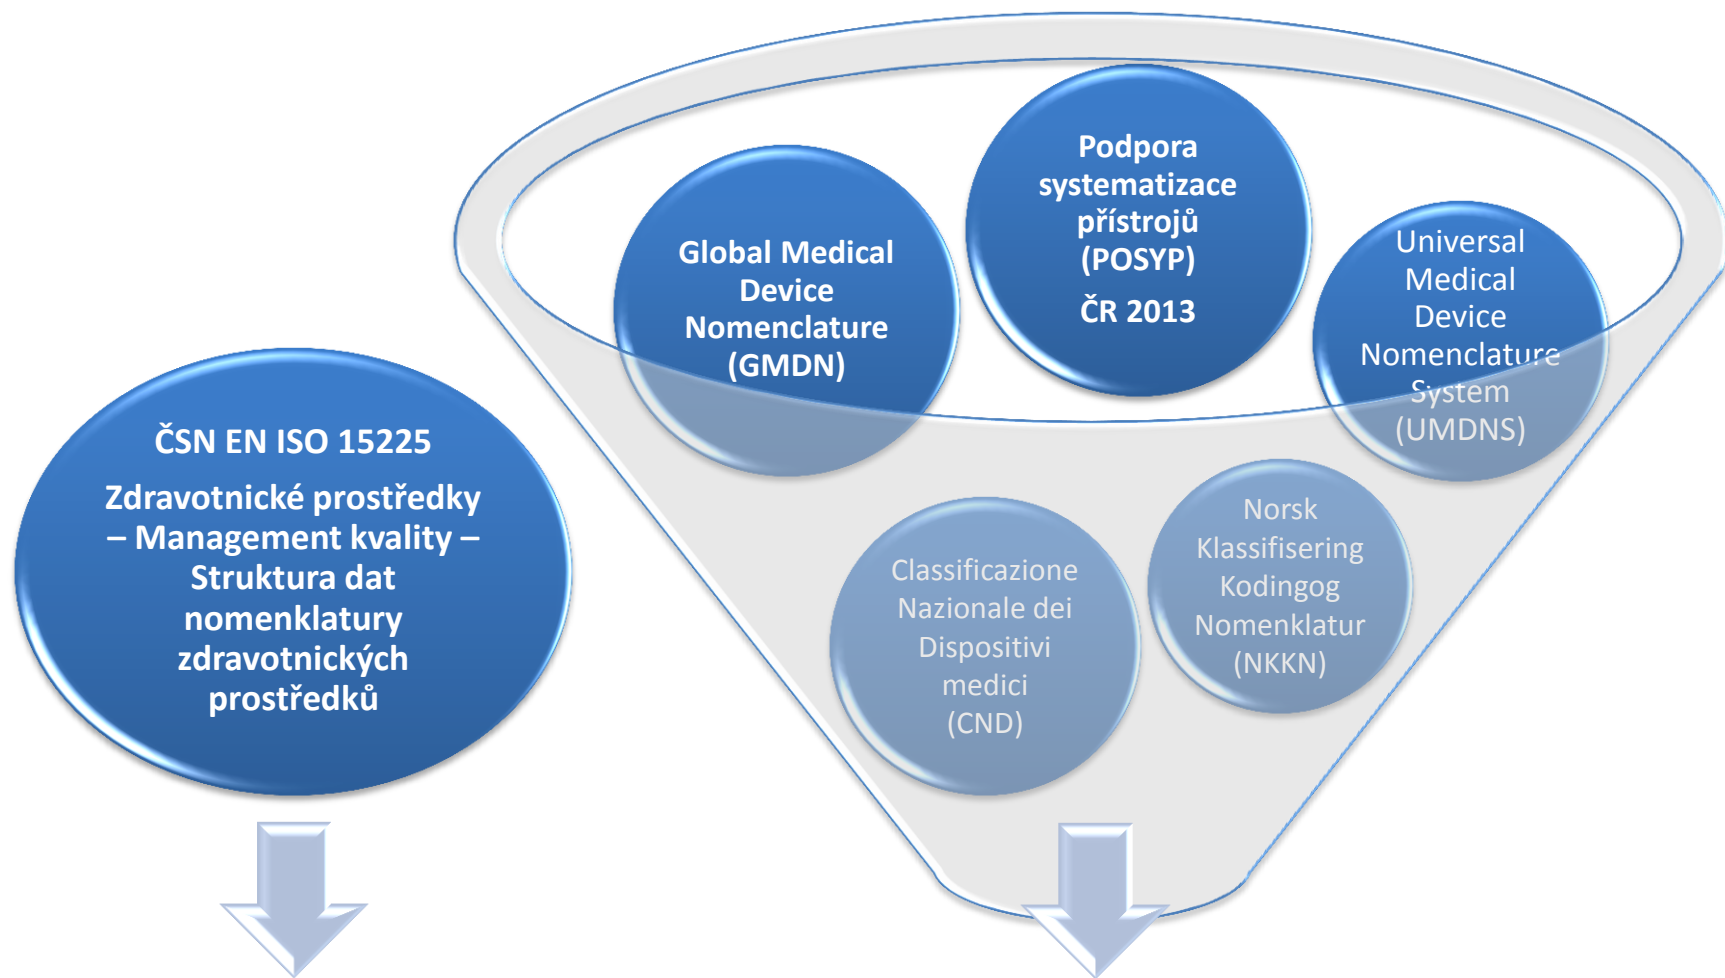 ČSN EN ISO 15225
Zdravotnické prostředky
– Management kvality –
Struktura dat
nomenklatury
zdravotnických
prostředků
Global Medical
Device
Nomenclature
(GMDN)
Podpora
systematizace
přístrojů
(POSYP)
ČR 2013
Universal
Medical
Device
Nomenclature
System
(UMDNS)
Classificazione
Nazionale dei
Dispositivi
medici
(CND)
Norsk
Klassifisering
Kodingog
Nomenklatur
(NKKN)